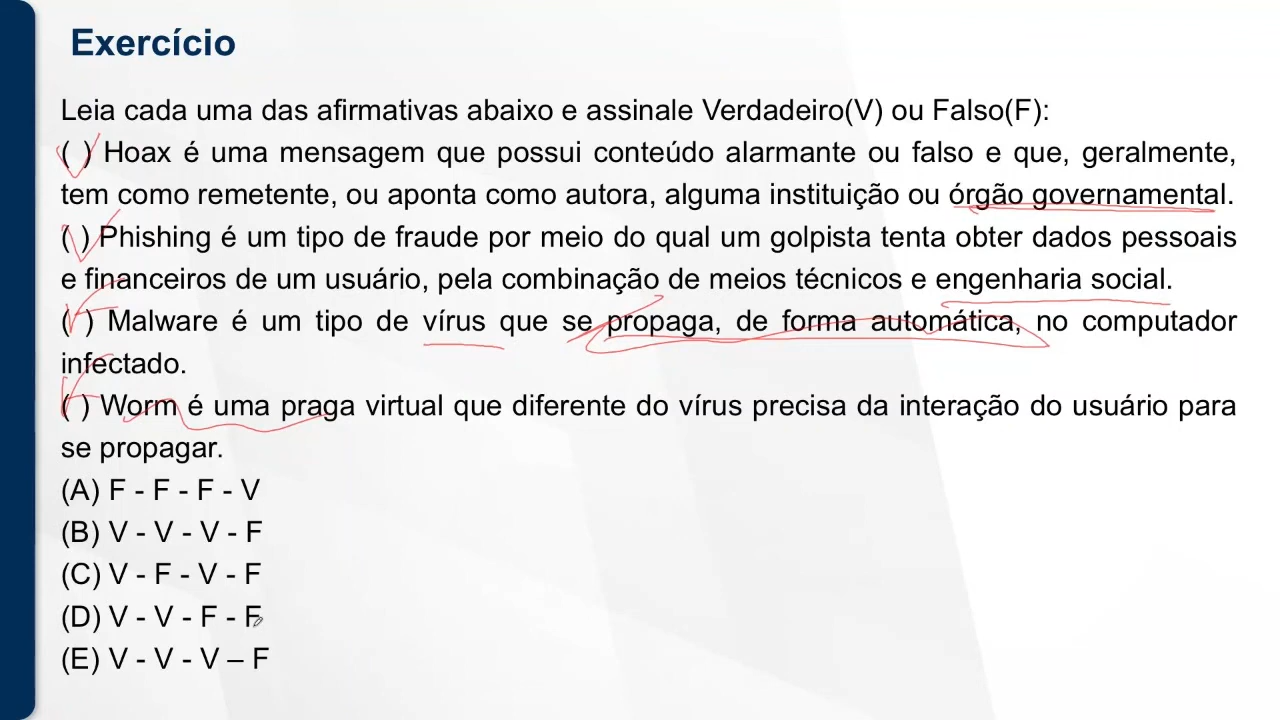 Exercício
Leia cada uma das afirmativas abaixo e assinale Verdadeiro(V) ou Falso(F):
( ) Hoax é uma mensagem que possui conteúdo alarmante ou falso e que, geralmente,
tem como remetente, ou aponta como autora, alguma instituição ou órgão governamental.
( ) Phishing é um tipo de fraude por meio do qual um golpista tenta obter dados pessoais
e financeiros de um usuário, pela combinação de meios técnicos e engenharia social.
( ) Malware é um tipo de vírus que se propaga, de forma automática, no computador
infectado.
( ) Worm é uma praga virtual que diferente do vírus precisa da interação do usuário para
se propagar.
(A) F - F - F - V
(B) V - V - V - F
(C) V - F - V - F
(D) V - V - F - F
(E) V - V - V – F